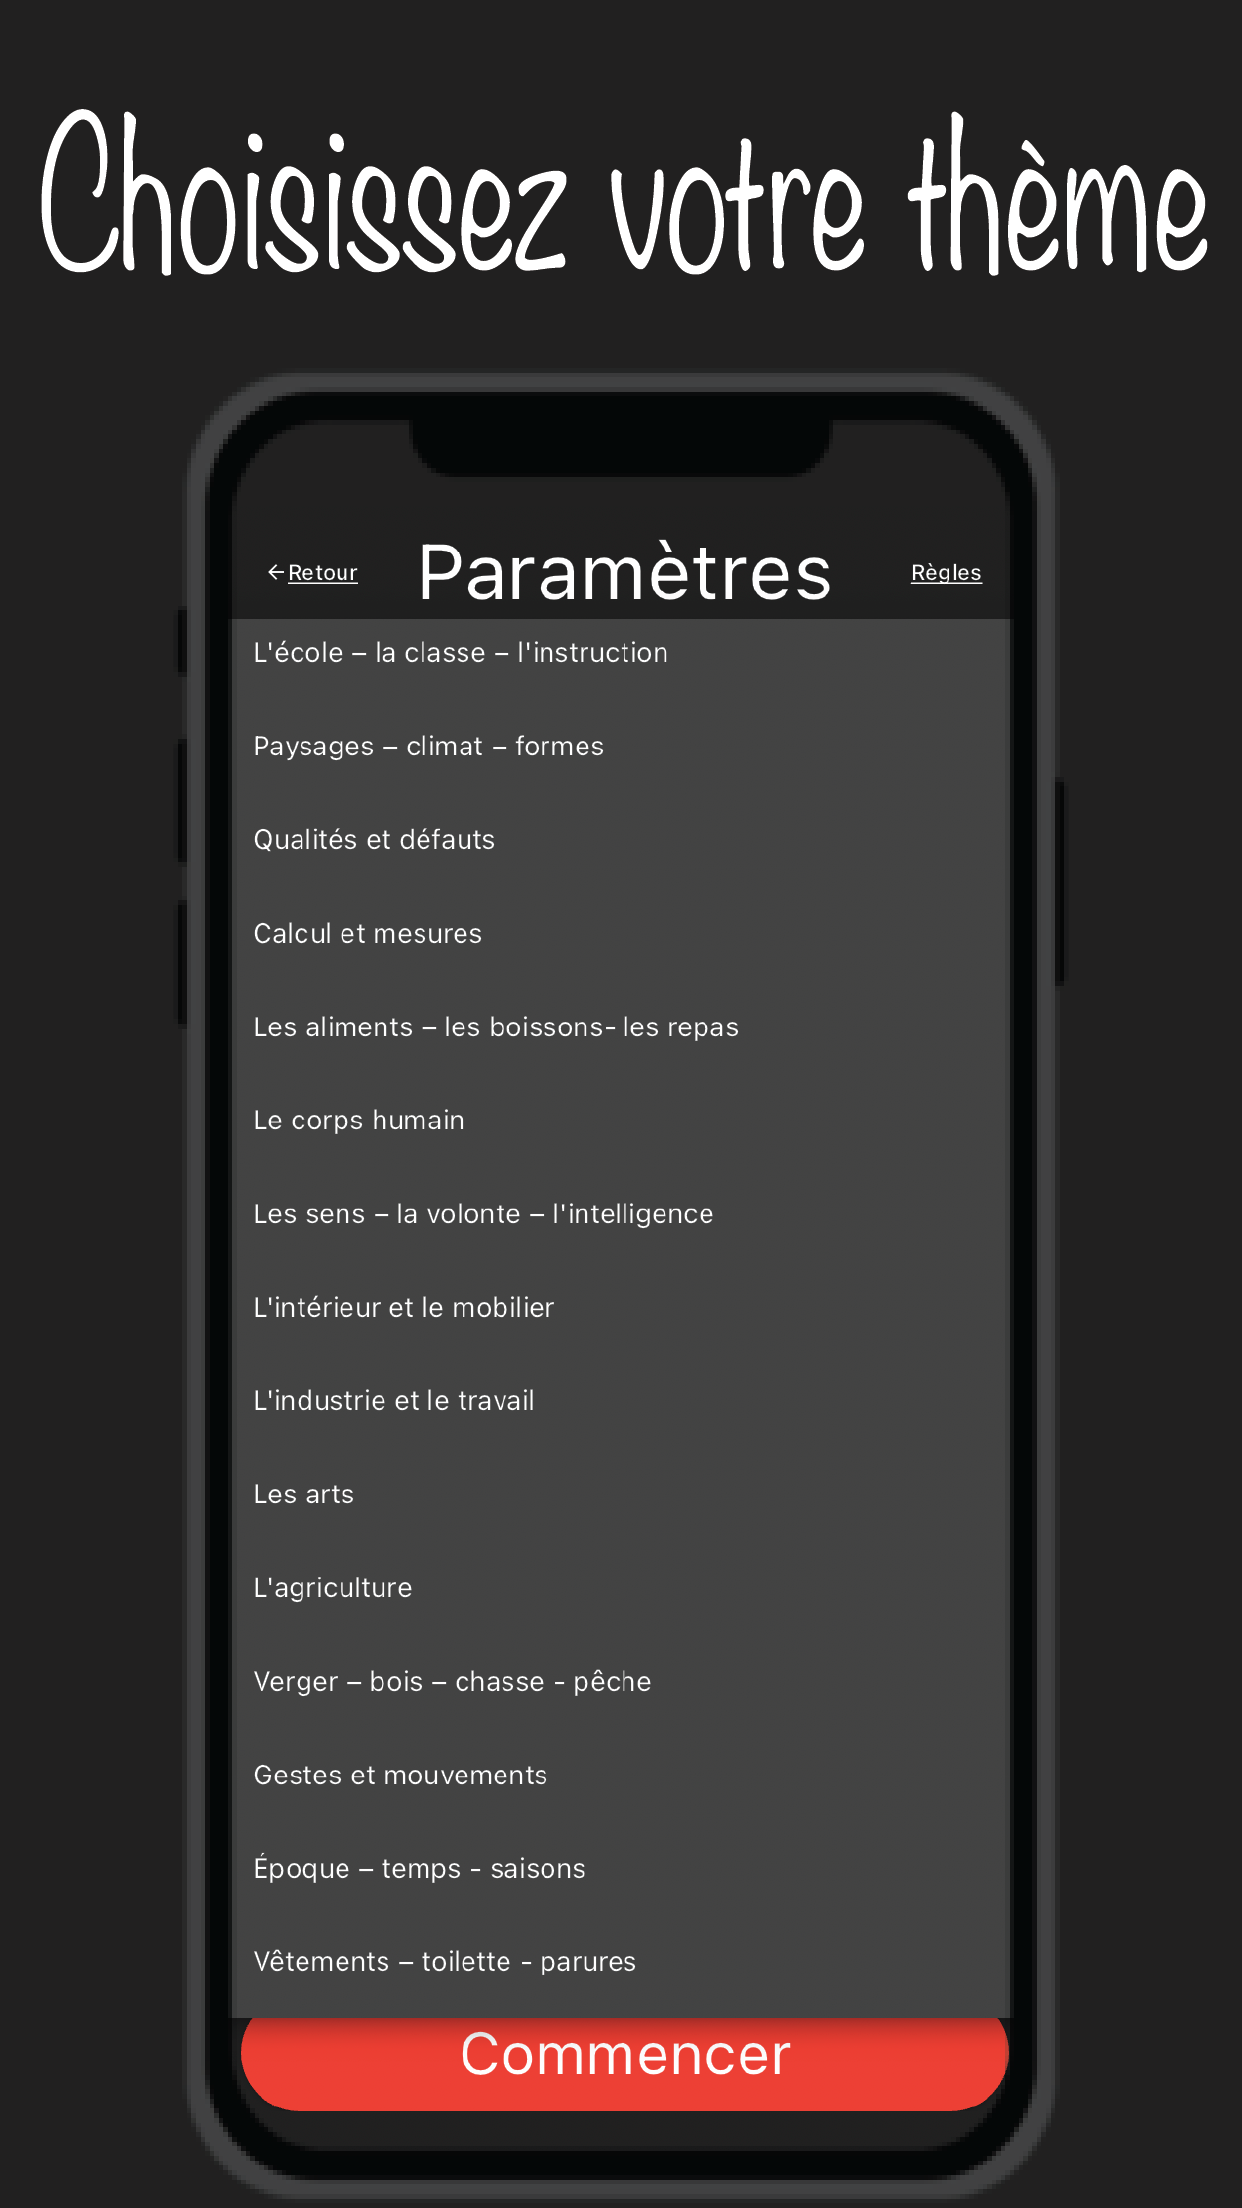 Choisissez votre thème
←Retour Paramètres Règles
L'école – la classe – l'instruction
Paysages – climat – formes
Qualités et défauts
Calcul et mesures
Les aliments – les boissons- les repas
Le corps humain
Les sens – la volonte – l'intelligence
L'intérieur et le mobilier
L'industrie et le travail
Les arts
L'agriculture
Verger – bois – chasse - pêche
Gestes et mouvements
Époque – temps - saisons
Vêtements – toilette - parures
Commencer